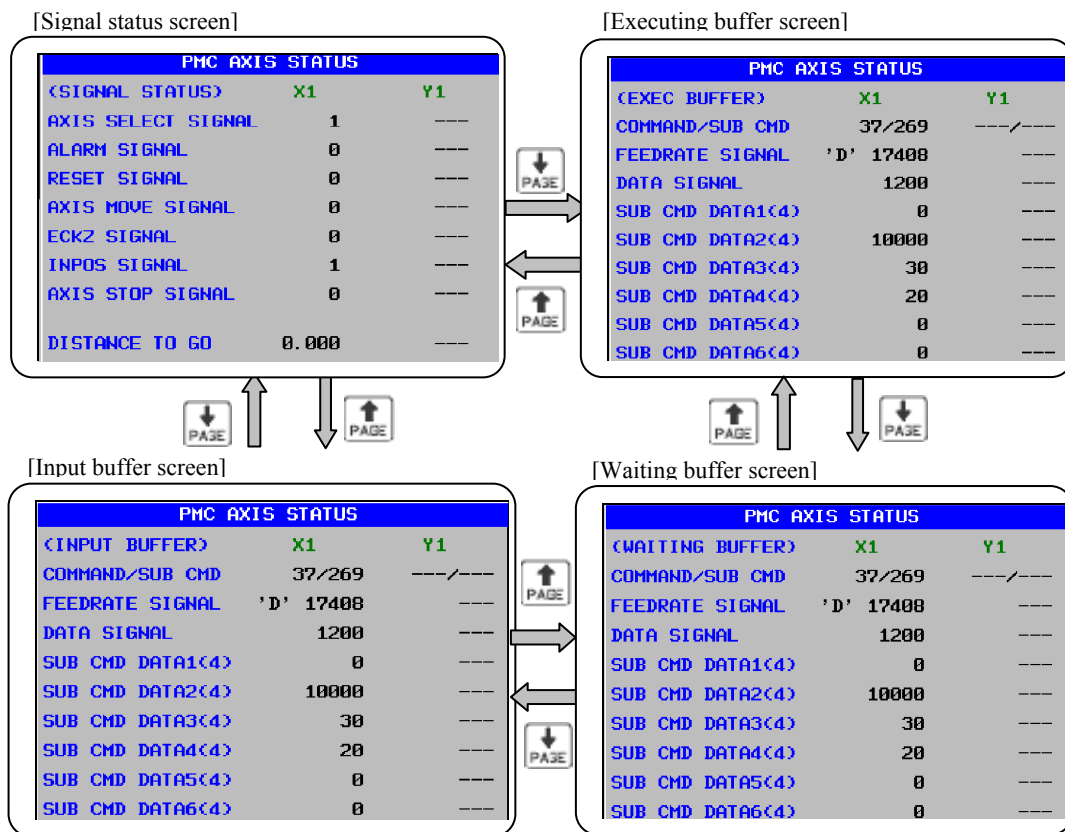 [Signal status screen]
PMC AXIS STATUS
(SIGNAL STATUS) X1 Y1
AXIS SELECT SIGNAL 1 ---
ALARM SIGNAL 0 ---
RESET SIGNAL 0 ---
AXIS MOVE SIGNAL 0 ---
ECKZ SIGNAL 0 ---
INPOS SIGNAL 1 ---
AXIS STOP SIGNAL 0 ---
DISTANCE TO GO 0.000 ---
PAGE
PAGE
[Executing buffer screen]
PMC AXIS STATUS
(EXEC BUFFER) X1 Y1
COMMAND/SUB CMD 37/269 ---/---
FEEDRATE SIGNAL 'D' 17408 ---
DATA SIGNAL 1200 ---
SUB CMD DATA1(4) 0 ---
SUB CMD DATA2(4) 10000 ---
SUB CMD DATA3(4) 30 ---
SUB CMD DATA4(4) 20 ---
SUB CMD DATA5(4) 0 ---
SUB CMD DATA6(4) 0 ---
PAGE
PAGE
PAGE
PAGE
[Input buffer screen]
PMC AXIS STATUS
(INPUT BUFFER) X1 Y1
COMMAND/SUB CMD 37/269 ---/---
FEEDRATE SIGNAL 'D' 17408 ---
DATA SIGNAL 1200 ---
SUB CMD DATA1(4) 0 ---
SUB CMD DATA2(4) 10000 ---
SUB CMD DATA3(4) 30 ---
SUB CMD DATA4(4) 20 ---
SUB CMD DATA5(4) 0 ---
SUB CMD DATA6(4) 0 ---
PAGE
PAGE
[Waiting buffer screen]
PMC AXIS STATUS
(WAITING BUFFER) X1 Y1
COMMAND/SUB CMD 37/269 ---/---
FEEDRATE SIGNAL 'D' 17408 ---
DATA SIGNAL 1200 ---
SUB CMD DATA1(4) 0 ---
SUB CMD DATA2(4) 10000 ---
SUB CMD DATA3(4) 30 ---
SUB CMD DATA4(4) 20 ---
SUB CMD DATA5(4) 0 ---
SUB CMD DATA6(4) 0 ---